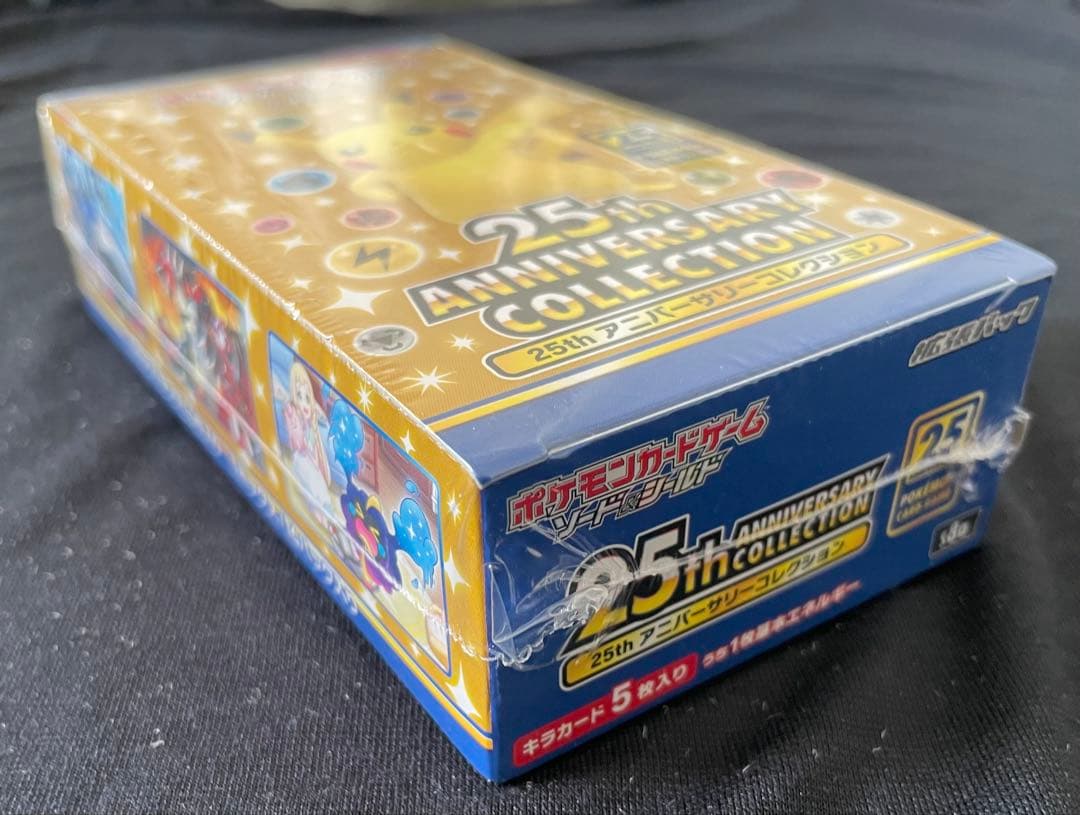 25th
ANNIVERSARY
COLLECTION
25th アニバーサリーコレクション
拡張パック
ポケモンカードゲーム
ソード&シールド
25th ANNIVERSARY
COLLECTION
25th アニバーサリーコレクション
25
POKÉMON
CARD GAME
s8a
キラカード 5 枚入り うち1枚基本エネルギー